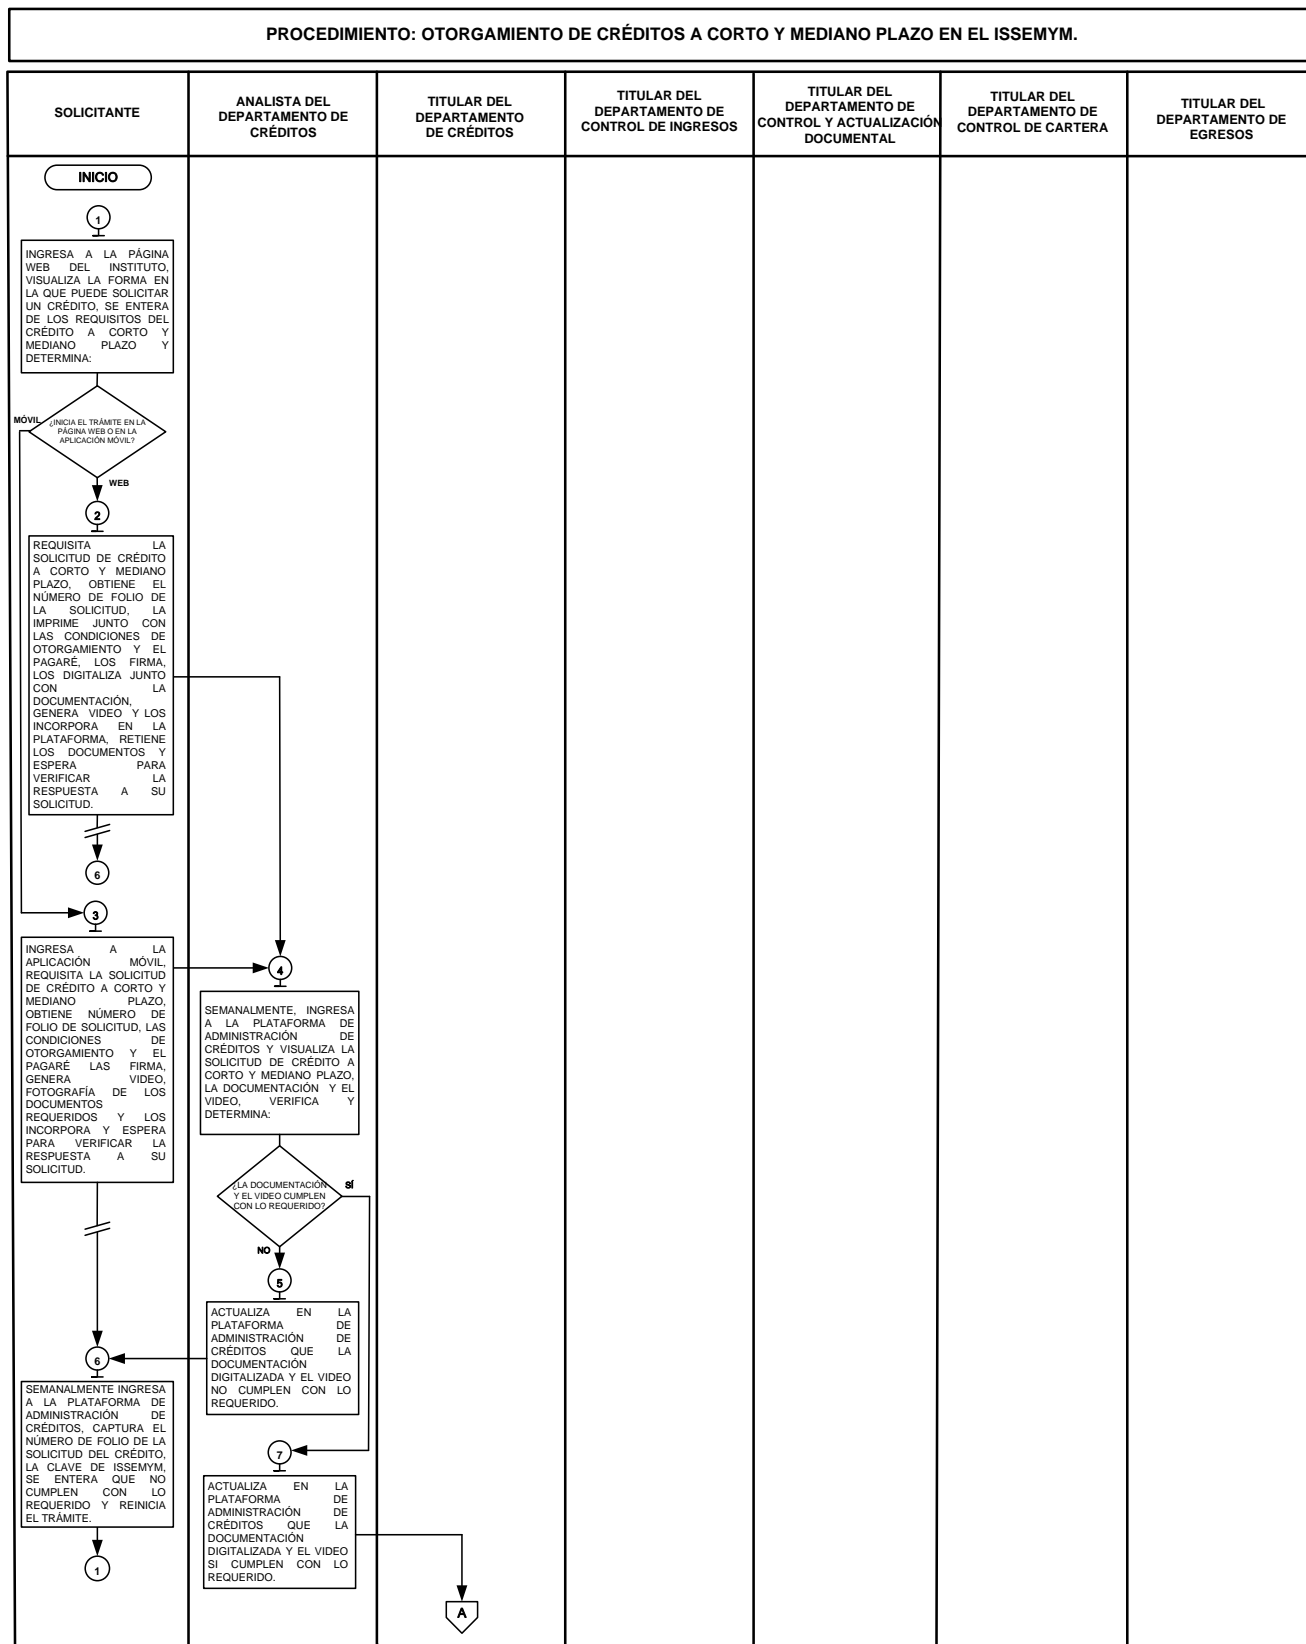 PROCEDIMIENTO: OTORGAMIENTO DE CRÉDITOS A CORTO Y MEDIANO PLAZO EN EL ISSEMYM.
SOLICITANTE
ANALISTA DEL
DEPARTAMENTO DE
CRÉDITOS
TITULAR DEL
DEPARTAMENTO
DE CRÉDITOS
TITULAR DEL
DEPARTAMENTO DE
CONTROL DE INGRESOS
TITULAR DEL
DEPARTAMENTO DE
CONTROL Y ACTUALIZACIÓN
DOCUMENTAL
TITULAR DEL
DEPARTAMENTO DE
CONTROL DE CARTERA
TITULAR DEL
DEPARTAMENTO DE
EGRESOS
INICIO
1
INGRESA A LA PÁGINA
WEB DEL INSTITUTO,
VISUALIZA LA FORMA EN
LA QUE PUEDE SOLICITAR
UN CRÉDITO, SE ENTERA
DE LOS REQUISITOS DEL
CRÉDITO A CORTO Y
MEDIANO PLAZO Y
DETERMINA:
MÓVIL
¿INICIA EL TRÁMITE EN LA
PÁGINA WEB O EN LA
APLICACIÓN MÓVIL?
WEB
2
REQUISITA LA
SOLICITUD DE CRÉDITO
A CORTO Y MEDIANO
PLAZO, OBTIENE EL
NÚMERO DE FOLIO DE
LA SOLICITUD, LA
IMPRIME JUNTO CON
LAS CONDICIONES DE
OTORGAMIENTO Y EL
PAGARÉ, LOS FIRMA,
LOS DIGITALIZA JUNTO
CON LA
DOCUMENTACIÓN,
GENERA VIDEO Y LOS
INCORPORA EN LA
PLATAFORMA, RETIENE
LOS DOCUMENTOS Y
ESPERA PARA
VERIFICAR LA
RESPUESTA A SU
SOLICITUD.
6
3
INGRESA A LA
APLICACIÓN MÓVIL,
REQUISITA LA SOLICITUD
DE CRÉDITO A CORTO Y
MEDIANO PLAZO,
OBTIENE NÚMERO DE
FOLIO DE SOLICITUD, LAS
CONDICIONES DE
OTORGAMIENTO Y EL
PAGARÉ LAS FIRMA,
GENERA VIDEO,
FOTOGRAFÍA DE LOS
DOCUMENTOS
REQUERIDOS Y LOS
INCORPORA Y ESPERA
PARA VERIFICAR LA
RESPUESTA A SU
SOLICITUD.
4
SEMANALMENTE, INGRESA
A LA PLATAFORMA DE
ADMINISTRACIÓN DE
CRÉDITOS Y VISUALIZA LA
SOLICITUD DE CRÉDITO A
CORTO Y MEDIANO PLAZO,
LA DOCUMENTACIÓN Y EL
VIDEO, VERIFICA Y
DETERMINA:
¿LA DOCUMENTACIÓN
Y EL VIDEO CUMPLEN
CON LO REQUERIDO?
SÍ
NO
5
ACTUALIZA EN LA
PLATAFORMA DE
ADMINISTRACIÓN DE
CRÉDITOS QUE LA
DOCUMENTACIÓN
DIGITALIZADA Y EL VIDEO
NO CUMPLEN CON LO
REQUERIDO.
6
SEMANALMENTE INGRESA
A LA PLATAFORMA DE
ADMINISTRACIÓN DE
CRÉDITOS, CAPTURA EL
NÚMERO DE FOLIO DE LA
SOLICITUD DEL CRÉDITO,
LA CLAVE DE ISSEMYM,
SE ENTERA QUE NO
CUMPLEN CON LO
REQUERIDO Y REINICIA
EL TRÁMITE.
1
7
ACTUALIZA EN LA
PLATAFORMA DE
ADMINISTRACIÓN DE
CRÉDITOS QUE LA
DOCUMENTACIÓN
DIGITALIZADA Y EL VIDEO
SI CUMPLEN CON LO
REQUERIDO.
A